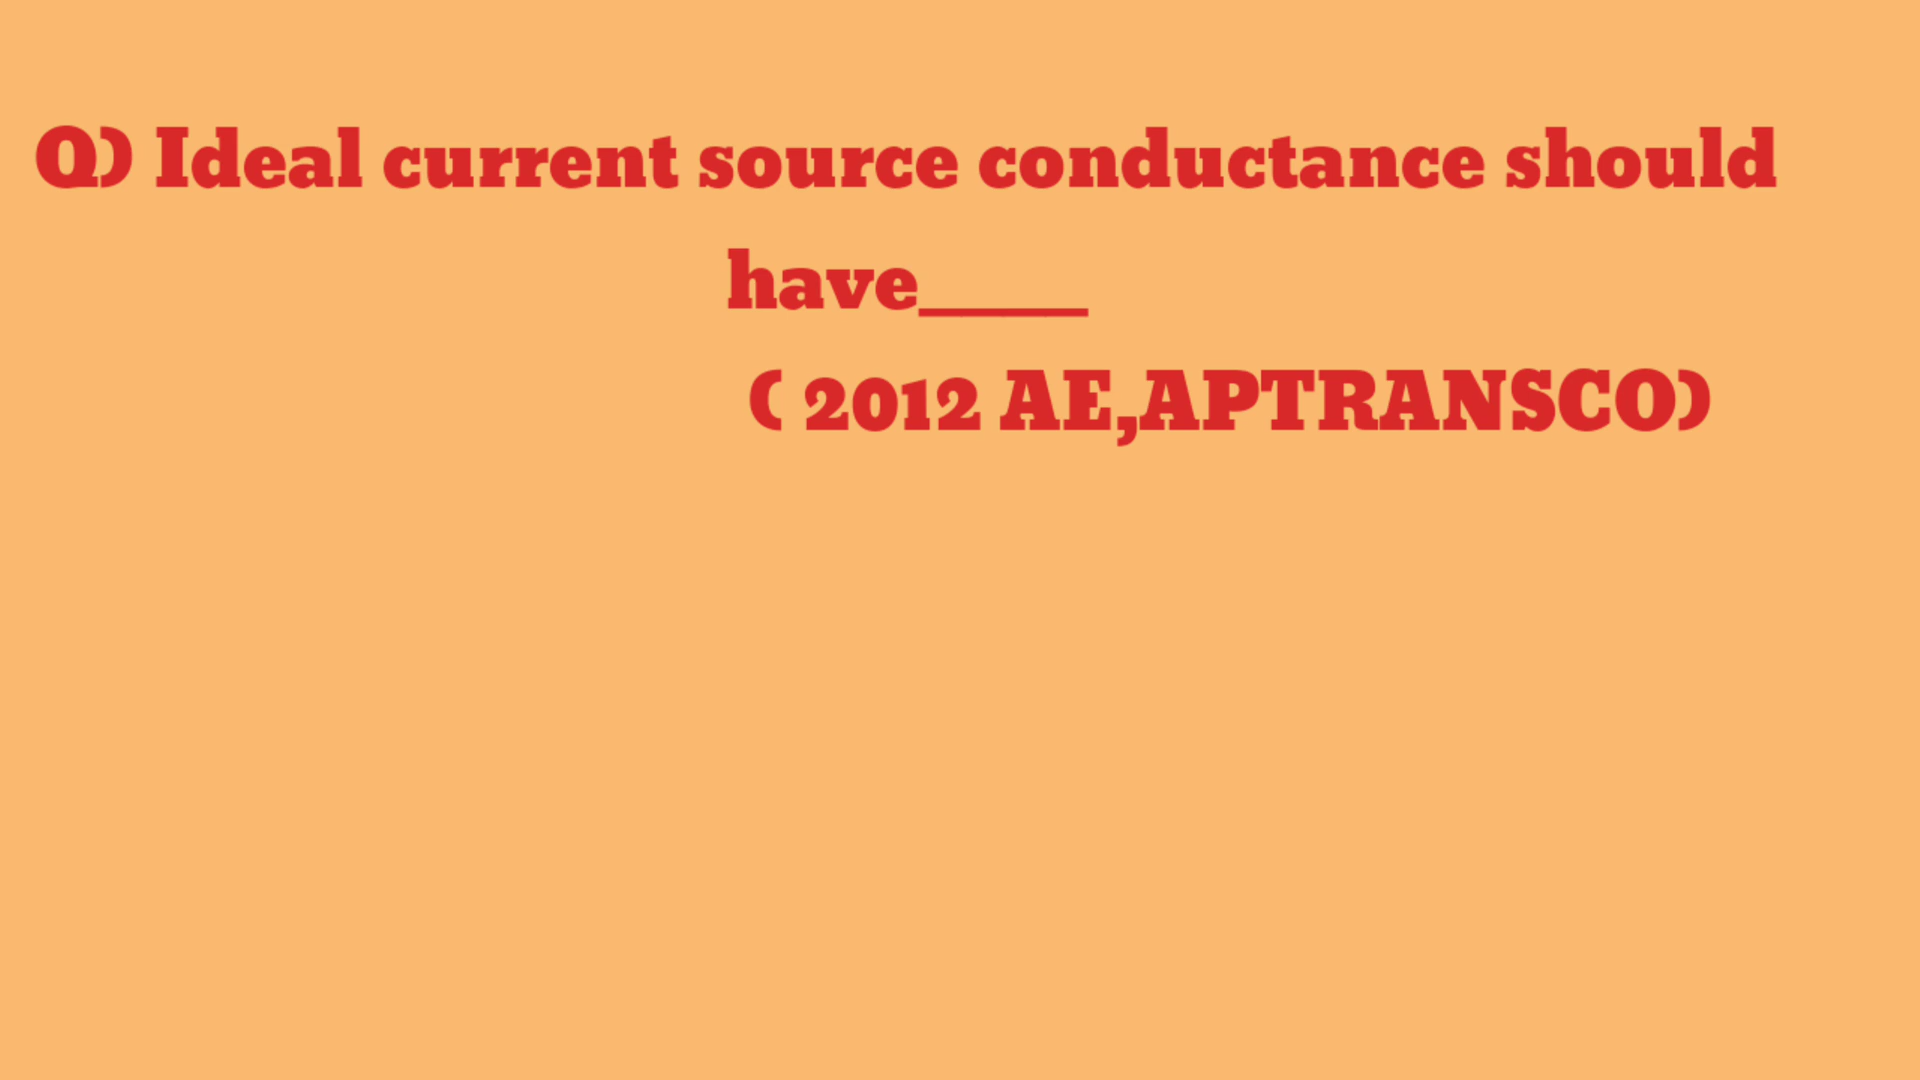 Q) Ideal current source conductance should
have____
( 2012 AE,APTRANSCO)